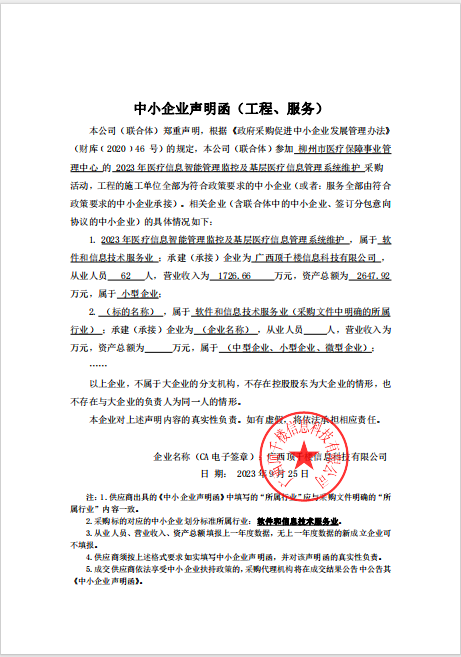 中小企业声明函（工程、服务）
本公司（联合体）郑重声明，根据《政府采购促进中小企业发展管理办法》
（财库﹝2020﹞46 号）的规定，本公司（联合体）参加 柳州市医疗保障事业管
理中心 的 2023年医疗信息智能管理监控及基层医疗信息管理系统维护 采购
活动，工程的施工单位全部为符合政策要求的中小企业（或者：服务全部由符合
政策要求的中小企业承接）。相关企业（含联合体中的中小企业、签订分包意向
协议的中小企业）的具体情况如下：
1. 2023年医疗信息智能管理监控及基层医疗信息管理系统维护 ，属于 软
件和信息技术服务业 ；承建（承接）企业为 广西顶千楼信息科技有限公司 ，
从业人员 62 人，营业收入为 1726.66 万元，资产总额为 2647.92
万元，属于 小型企业；
2. （标的名称） ，属于 软件和信息技术服务业（采购文件中明确的所属
行业）；承建（承接）企业为 （企业名称） ，从业人员____人，营业收入为
万元，资产总额为____万元，属于 （中型企业、小型企业、微型企业）；
……
以上企业，不属于大企业的分支机构，不存在控股股东为大企业的情形，也
不存在与大企业的负责人为同一人的情形。
本企业对上述声明内容的真实性负责。如有虚假，将依法承担相应责任。
企业名称（CA 电子签章）：广西顶千楼信息科技有限公司
日 期： 2023 年 9 月 25 日
广西顶千楼信息科技有限公司
注：1.供应商出具的《中小企业声明函》中填写的“所属行业”应与采购文件明确的“所
属行业”内容一致。
2.采购标的对应的中小企业划分标准所属行业：软件和信息技术服务业。
3.从业人员、营业收入、资产总额填报上一年度数据，无上一年度数据的新成立企业可
不填报。
4.供应商须按上述格式要求如实填写中小企业声明函，并对该声明函的真实性负责。
5.成交供应商依法享受中小企业扶持政策的，采购代理机构将在成交结果公告中公告其
《中小企业声明函》。